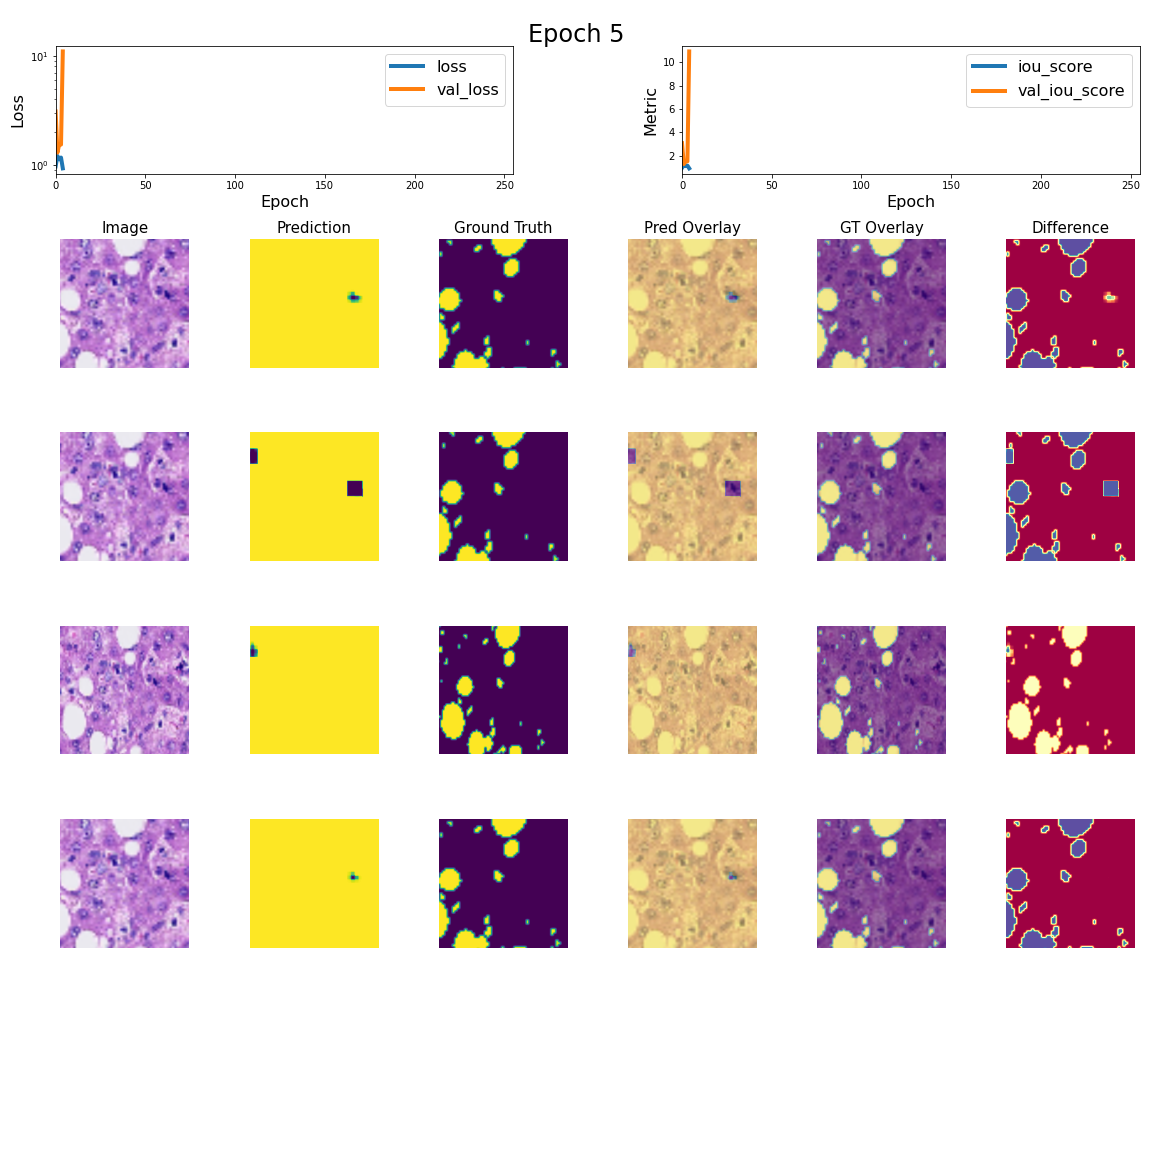 Epoch 5
10¹
10⁰
Loss
loss
val_loss
0 50 100 150 200 250
Epoch
10
8
6
4
2
Metric
iou_score
val_iou_score
0 50 100 150 200 250
Epoch
Image Prediction Ground Truth Pred Overlay GT Overlay Difference